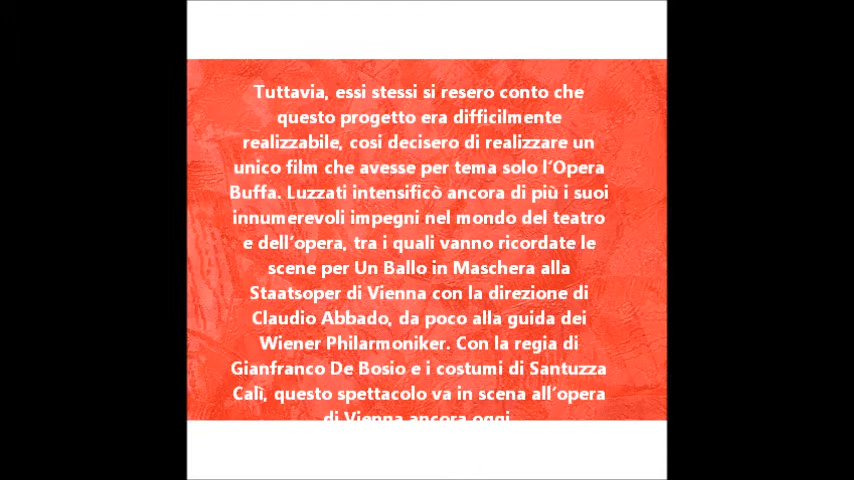 Tuttavia, essi stessi si resero conto che
questo progetto era difficilmente
realizzabile, così decisero di realizzare un
unico film che avesse per tema solo l’Opera
Buffa. Luzzati intensificò ancora di più i suoi
innumerevoli impegni nel mondo del teatro
e dell’opera, tra i quali vanno ricordate le
scene per Un Ballo in Maschera alla
Staatsoper di Vienna con la direzione di
Claudio Abbado, da poco alla guida dei
Wiener Philarmoniker. Con la regia di
Gianfranco De Bosio e i costumi di Santuzza
Calì, questo spettacolo va in scena all’opera
di Vienna ancora oggi